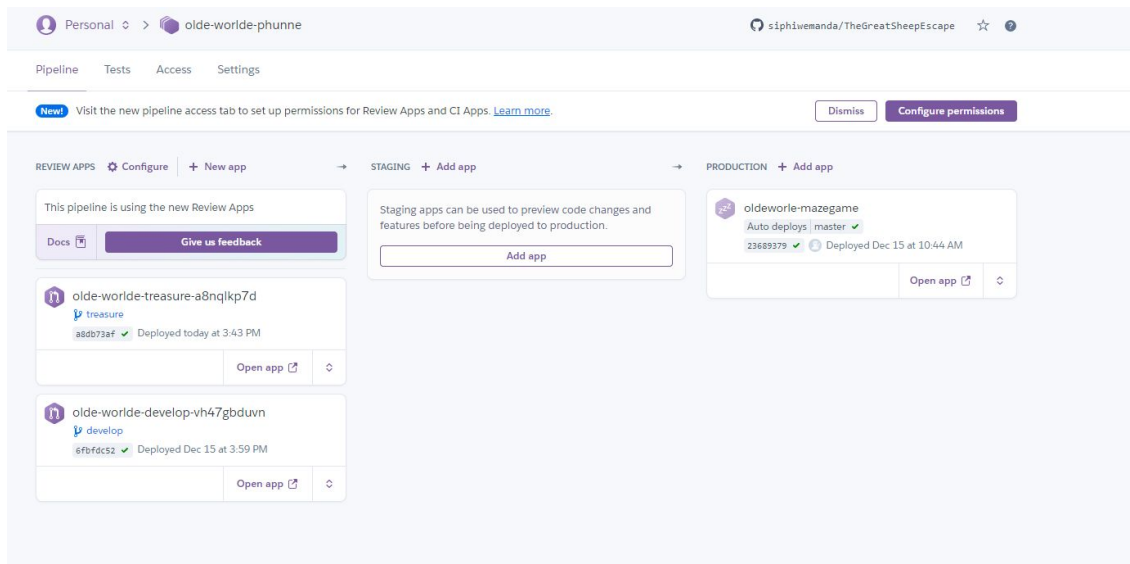 Personal > olde-worlde-phunne
siphiwemanda/TheGreatSheepEscape
Pipeline Tests Access Settings
New! Visit the new pipeline access tab to set up permissions for Review Apps and CI Apps. Learn more.
Dismiss Configure permissions
REVIEW APPS Configure + New app →
This pipeline is using the new Review Apps
Docs Give us feedback
olde-worlde-treasure-a8nqlkp7d
treasure
a8db73af ✔ Deployed today at 3:43 PM
Open app
olde-worlde-develop-vh47gbduvn
develop
6fbfdc52 ✔ Deployed Dec 15 at 3:59 PM
Open app
STAGING + Add app →
Staging apps can be used to preview code changes and
features before being deployed to production.
Add app
PRODUCTION + Add app
zzz
oldeworle-mazegame
Auto deploys master ✔
23689379 ✔ Deployed Dec 15 at 10:44 AM
Open app